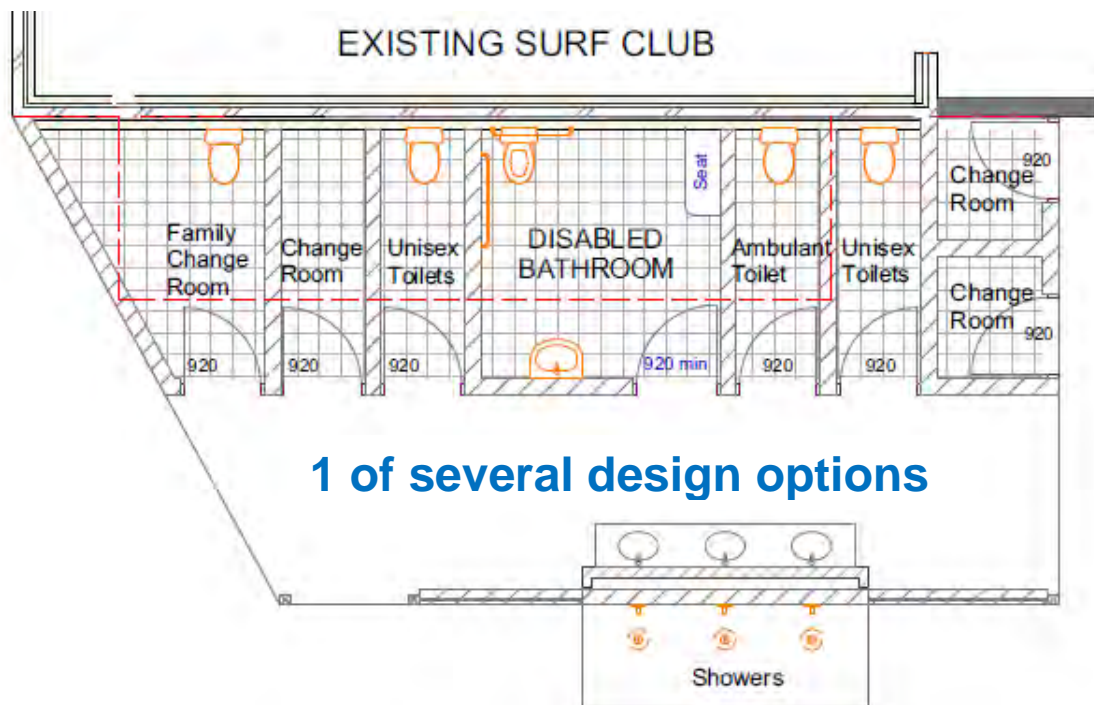 EXISTING SURF CLUB
Seat
920
Change
Room
Family
Change
Room
Change
Room
Unisex
Toilets
DISABLED
BATHROOM
Ambulant
Toilet
Unisex
Toilets
Change
Room
920
920
920
920
920 min
920
920
1 of several design options
Showers